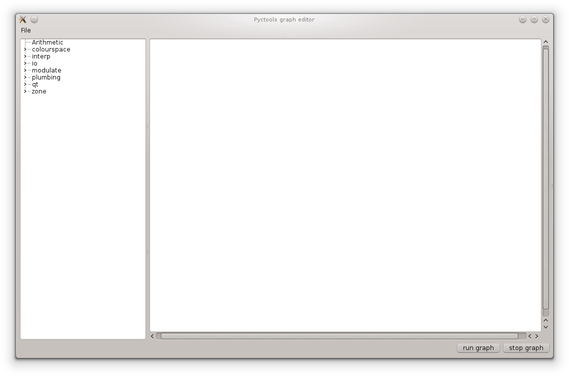 Pyctools graph editor
File
Arithmetic
colourspace
interp
io
modulate
plumbing
qt
zone
run graph
stop graph